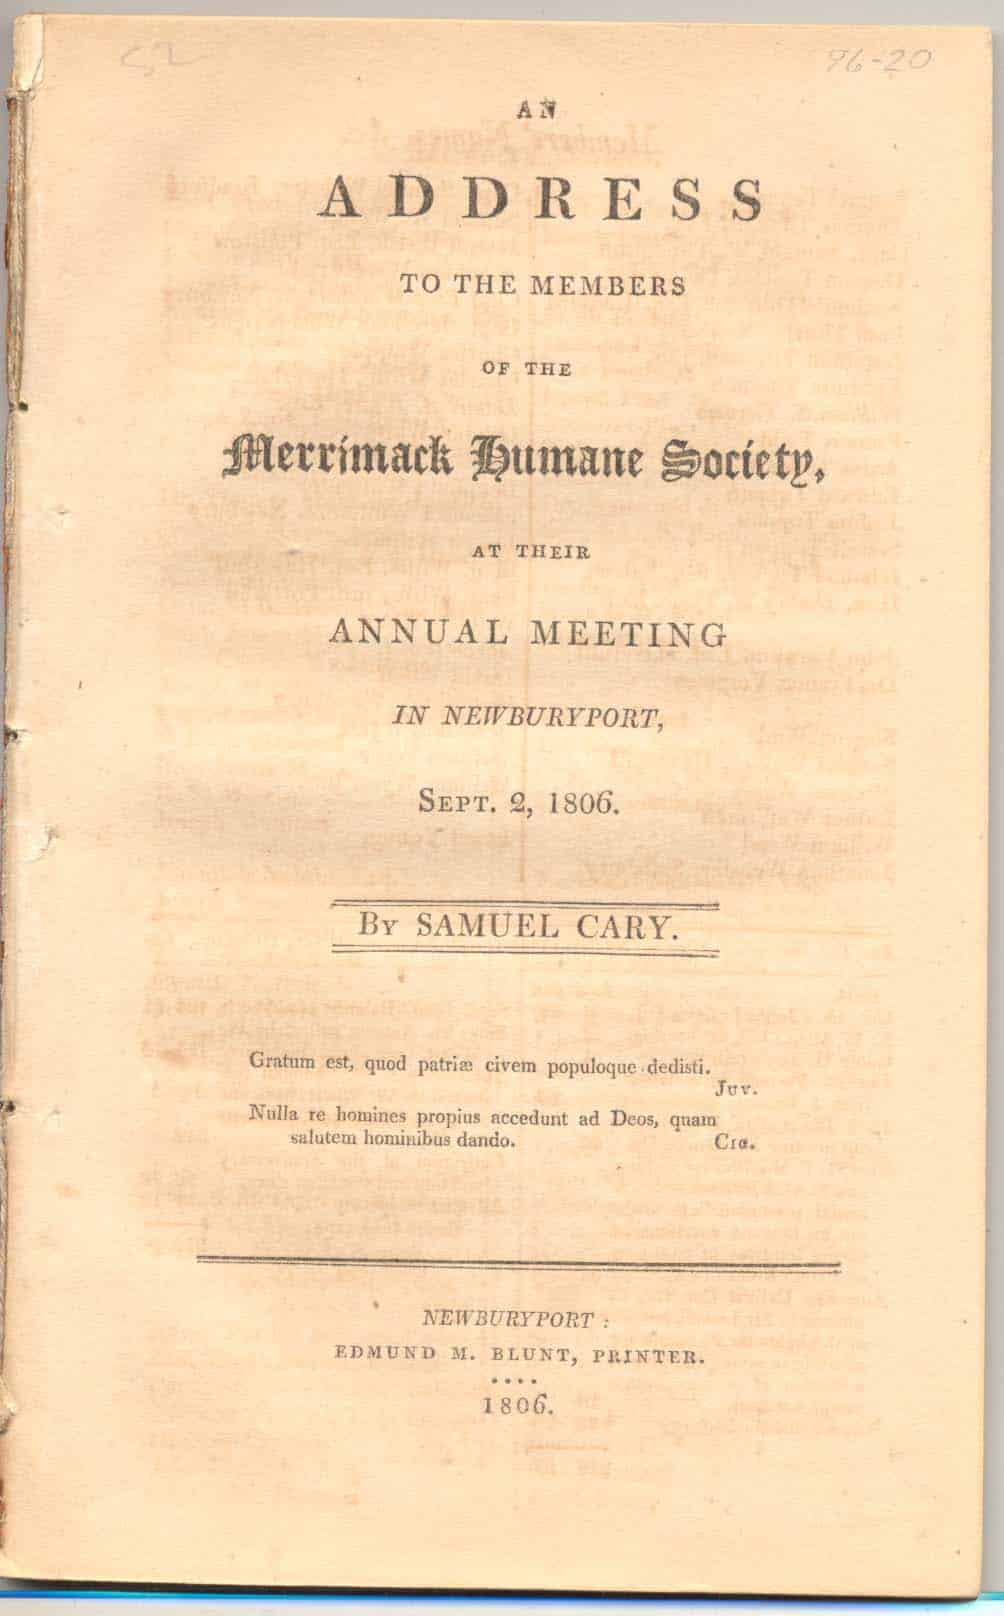 96-20
AN
ADDRESS
TO THE MEMBERS
OF THE
Merrimack Humane Society,
AT THEIR
ANNUAL MEETING
IN NEWBURYPORT,
SEPT. 2, 1806.
BY SAMUEL CARY.
Gratum est, quod patriæ civem populoque dedisti.
JUV.
Nulla re homines propius accedunt ad Deos, quam
salutem hominibus dando. CIC.
NEWBURYPORT :
EDMUND M. BLUNT, PRINTER.
....
1806.